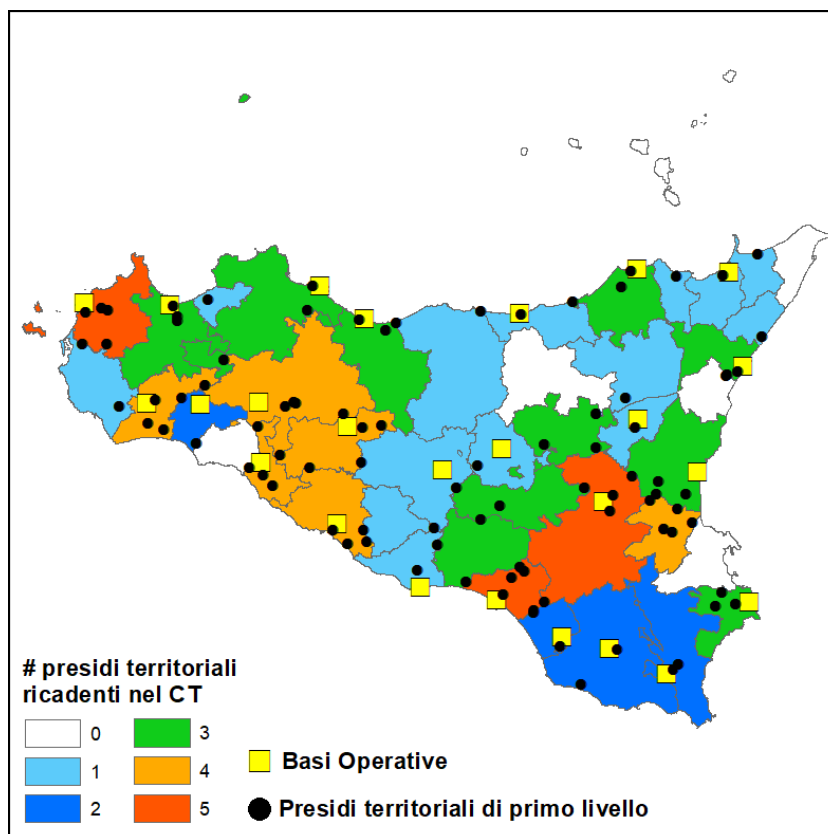 # presidi territoriali
ricadenti nel CT
0
3
1
4
2
5
Basi Operative
Presidi territoriali di primo livello